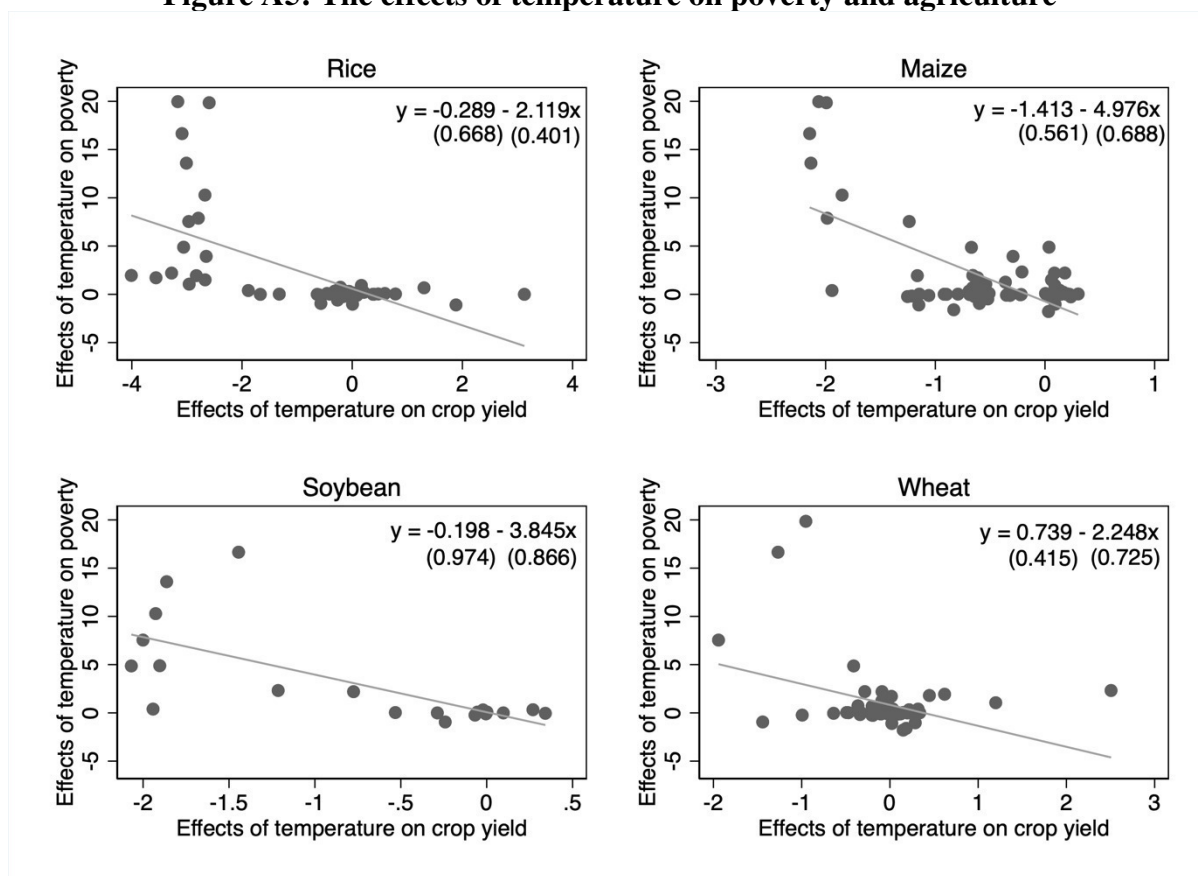 Figure A5: The effects of temperature on poverty and agriculture
Rice
Effects of temperature on poverty
20
15
10
5
0
-5
y = -0.289 - 2.119x
(0.668) (0.401)
-4 -2 0 2 4
Effects of temperature on crop yield
Maize
Effects of temperature on poverty
20
15
10
5
0
-5
y = -1.413 - 4.976x
(0.561) (0.688)
-3 -2 -1 0 1
Effects of temperature on crop yield
Soybean
Effects of temperature on poverty
20
15
10
5
0
-5
y = -0.198 - 3.845x
(0.974) (0.866)
-2 -1.5 -1 -.5 0 .5
Effects of temperature on crop yield
Wheat
Effects of temperature on poverty
20
15
10
5
0
-5
y = 0.739 - 2.248x
(0.415) (0.725)
-2 -1 0 1 2 3
Effects of temperature on crop yield